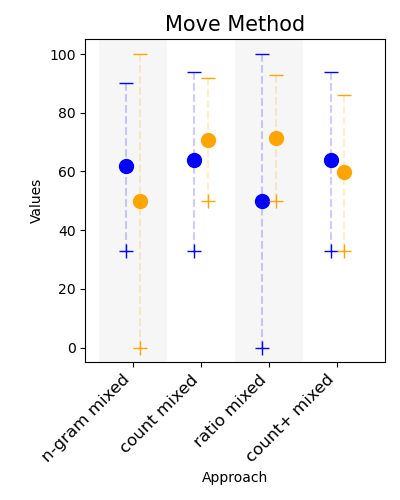 Move Method
100
80
60
40
20
0
Values
n-gram mixed
count mixed
ratio mixed
count+ mixed
Approach